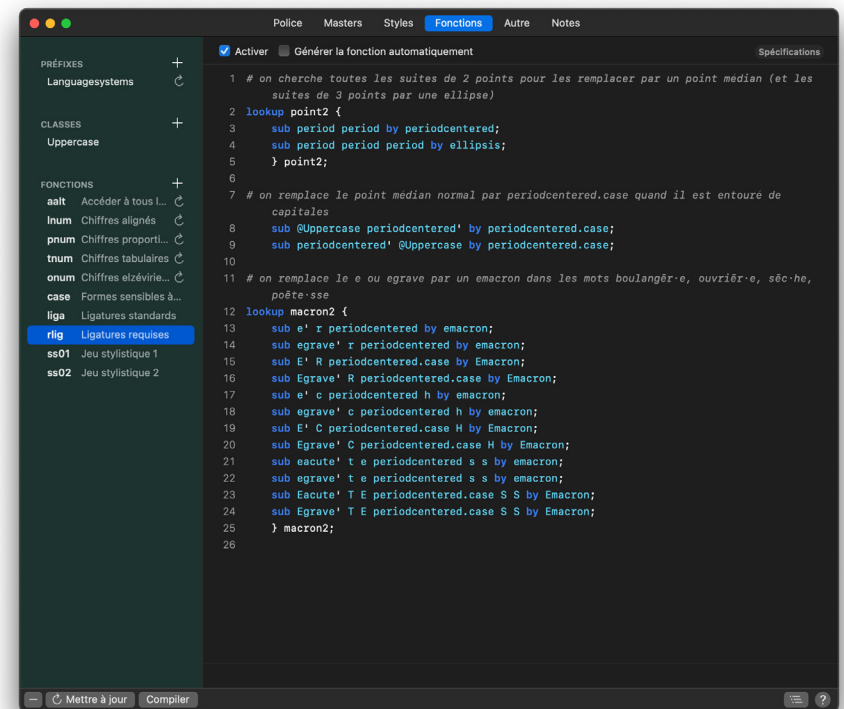 Police Masters Styles Fonctions Autre Notes
PRÉFIXES +
Languagesystems
CLASSES +
Uppercase
FONCTIONS +
aalt Accéder à tous l...
lnum Chiffres alignés
pnum Chiffres proporti...
tnum Chiffres tabulaires
onum Chiffres elzévirie...
case Formes sensibles à...
liga Ligatures standards
rlig Ligatures requises
ss01 Jeu stylistique 1
ss02 Jeu stylistique 2
Activer Générer la fonction automatiquement Spécifications
1 # on cherche toutes les suites de 2 points pour les remplacer par un point médian (et les
suites de 3 points par une ellipse)
2 lookup point2 {
3 sub period period by periodcentered;
4 sub period period period by ellipsis;
5 } point2;
6
7 # on remplace le point médian normal par periodcentered.case quand il est entouré de
capitales
8 sub @Uppercase periodcentered' by periodcentered.case;
9 sub periodcentered' @Uppercase by periodcentered.case;
10
11 # on remplace le e ou egrave par un emacron dans les mots boulangēr·e, ouvriēr·e, sēc·he,
poēte·sse
12 lookup macron2 {
13 sub e' r periodcentered by emacron;
14 sub egrave' r periodcentered by emacron;
15 sub E' R periodcentered.case by Emacron;
16 sub Egrave' R periodcentered.case by Emacron;
17 sub e' c periodcentered h by emacron;
18 sub egrave' c periodcentered h by emacron;
19 sub E' C periodcentered.case H by Emacron;
20 sub Egrave' C periodcentered.case H by Emacron;
21 sub eacute' t e periodcentered s s by emacron;
22 sub egrave' t e periodcentered s s by emacron;
23 sub Eacute' T E periodcentered.case S S by Emacron;
24 sub Egrave' T E periodcentered.case S S by Emacron;
25 } macron2;
26
Mettre à jour Compiler ?